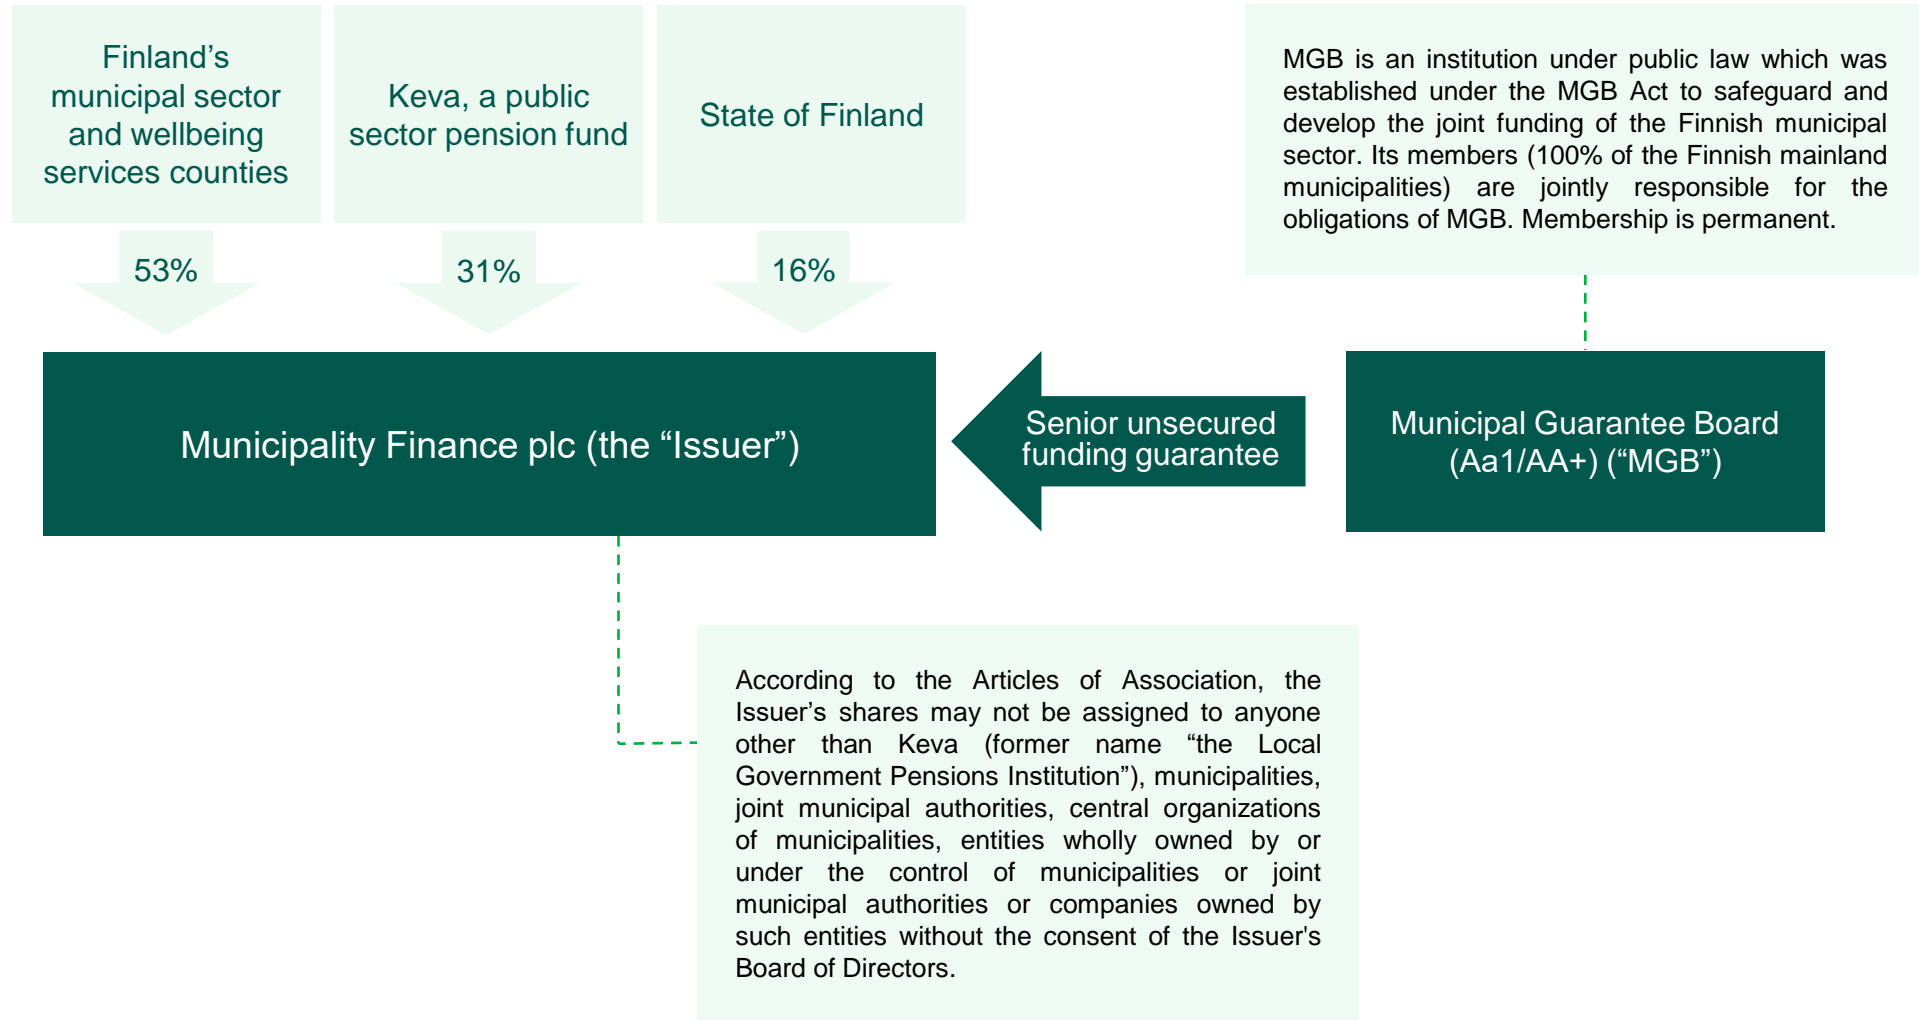 Finland’s
municipal sector
and wellbeing
services counties
Keva, a public
sector pension fund
State of Finland
53%
31%
16%
Municipality Finance plc (the “Issuer”)
MGB is an institution under public law which was
established under the MGB Act to safeguard and
develop the joint funding of the Finnish municipal
sector. Its members (100% of the Finnish mainland
municipalities) are jointly responsible for the
obligations of MGB. Membership is permanent.
Senior unsecured
funding guarantee
Municipal Guarantee Board
(Aa1/AA+) (“MGB”)
According to the Articles of Association, the
Issuer’s shares may not be assigned to anyone
other than Keva (former name “the Local
Government Pensions Institution”), municipalities,
joint municipal authorities, central organizations
of municipalities, entities wholly owned by or
under the control of municipalities or joint
municipal authorities or companies owned by
such entities without the consent of the Issuer's
Board of Directors.